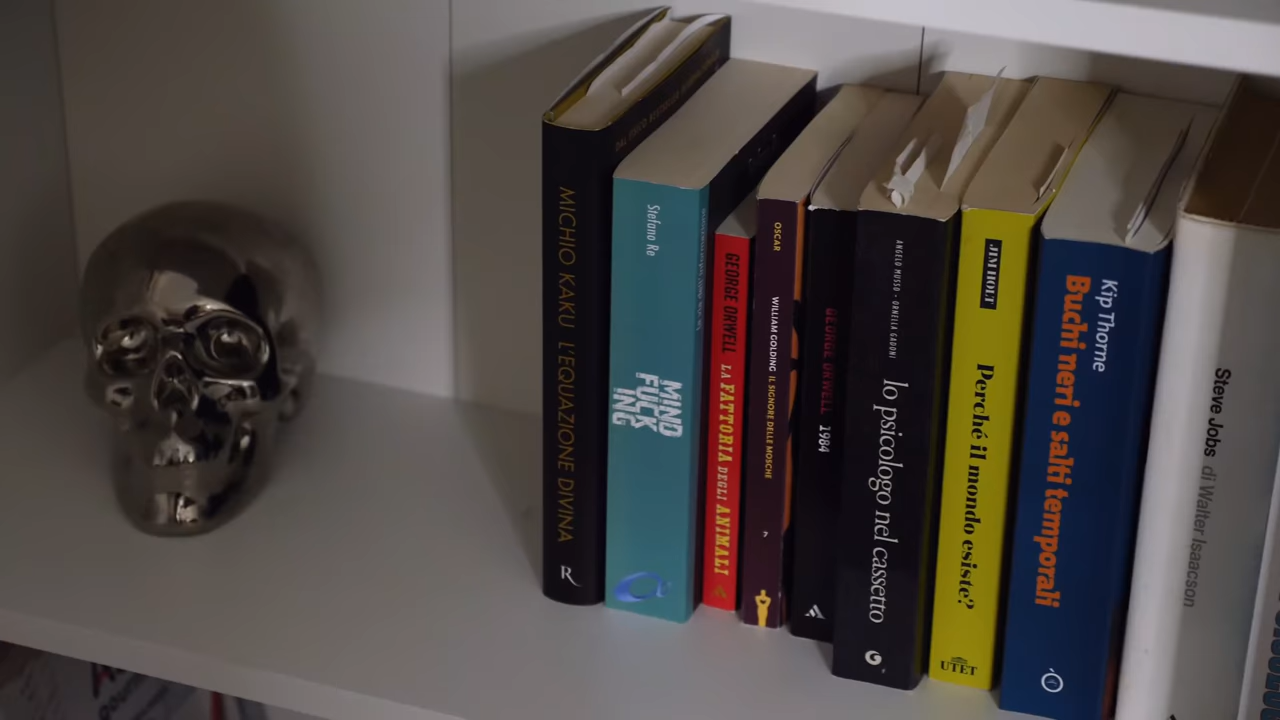 MICHIO KAKU L'EQUAZIONE DIVINA
R
Stefano Re
MIND
FUCK
ING
GEORGE ORWELL LA FATTORIA DEGLI ANIMALI
OSCAR
WILLIAM GOLDING IL SIGNORE DELLE MOSCHE
GEORGE ORWELL 1984
ANGELO MUSSO - ORNELLA GADONI
lo psicologo nel cassetto
JIM HOLT
Perché il mondo esiste?
UTET
Kip Thorne
Buchi neri e salti temporali
Steve Jobs di Walter Isaacson